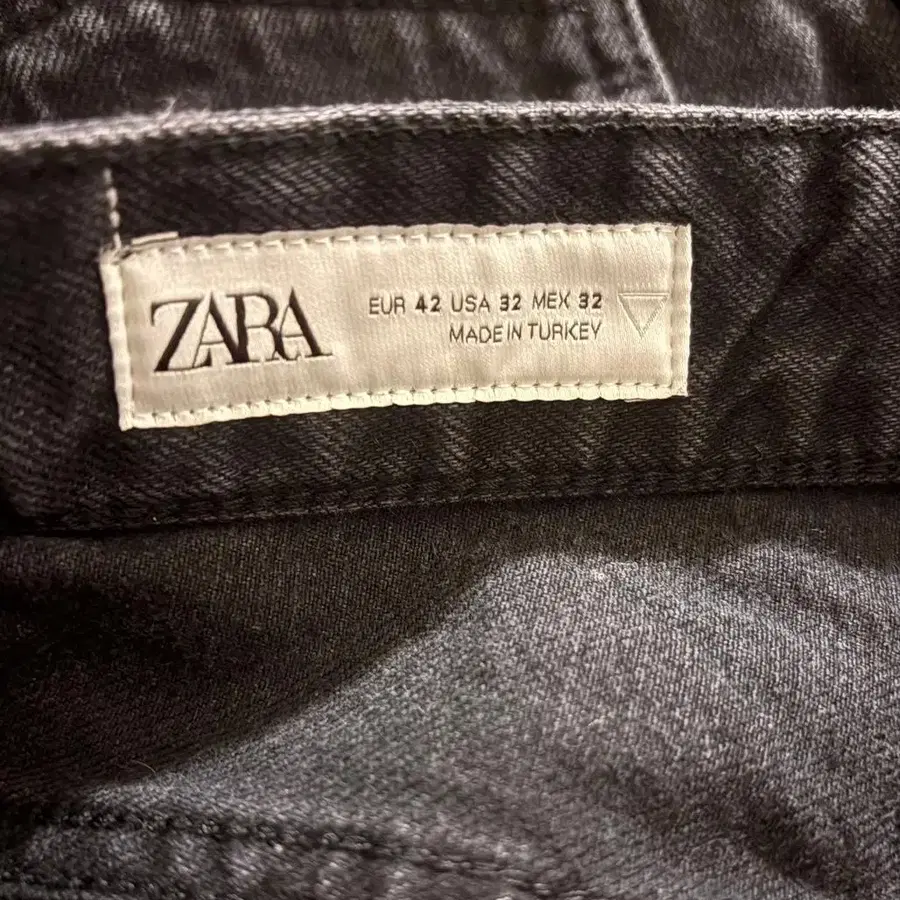 ZARA
EUR 42 USA 32 MEX 32
MADE IN TURKEY